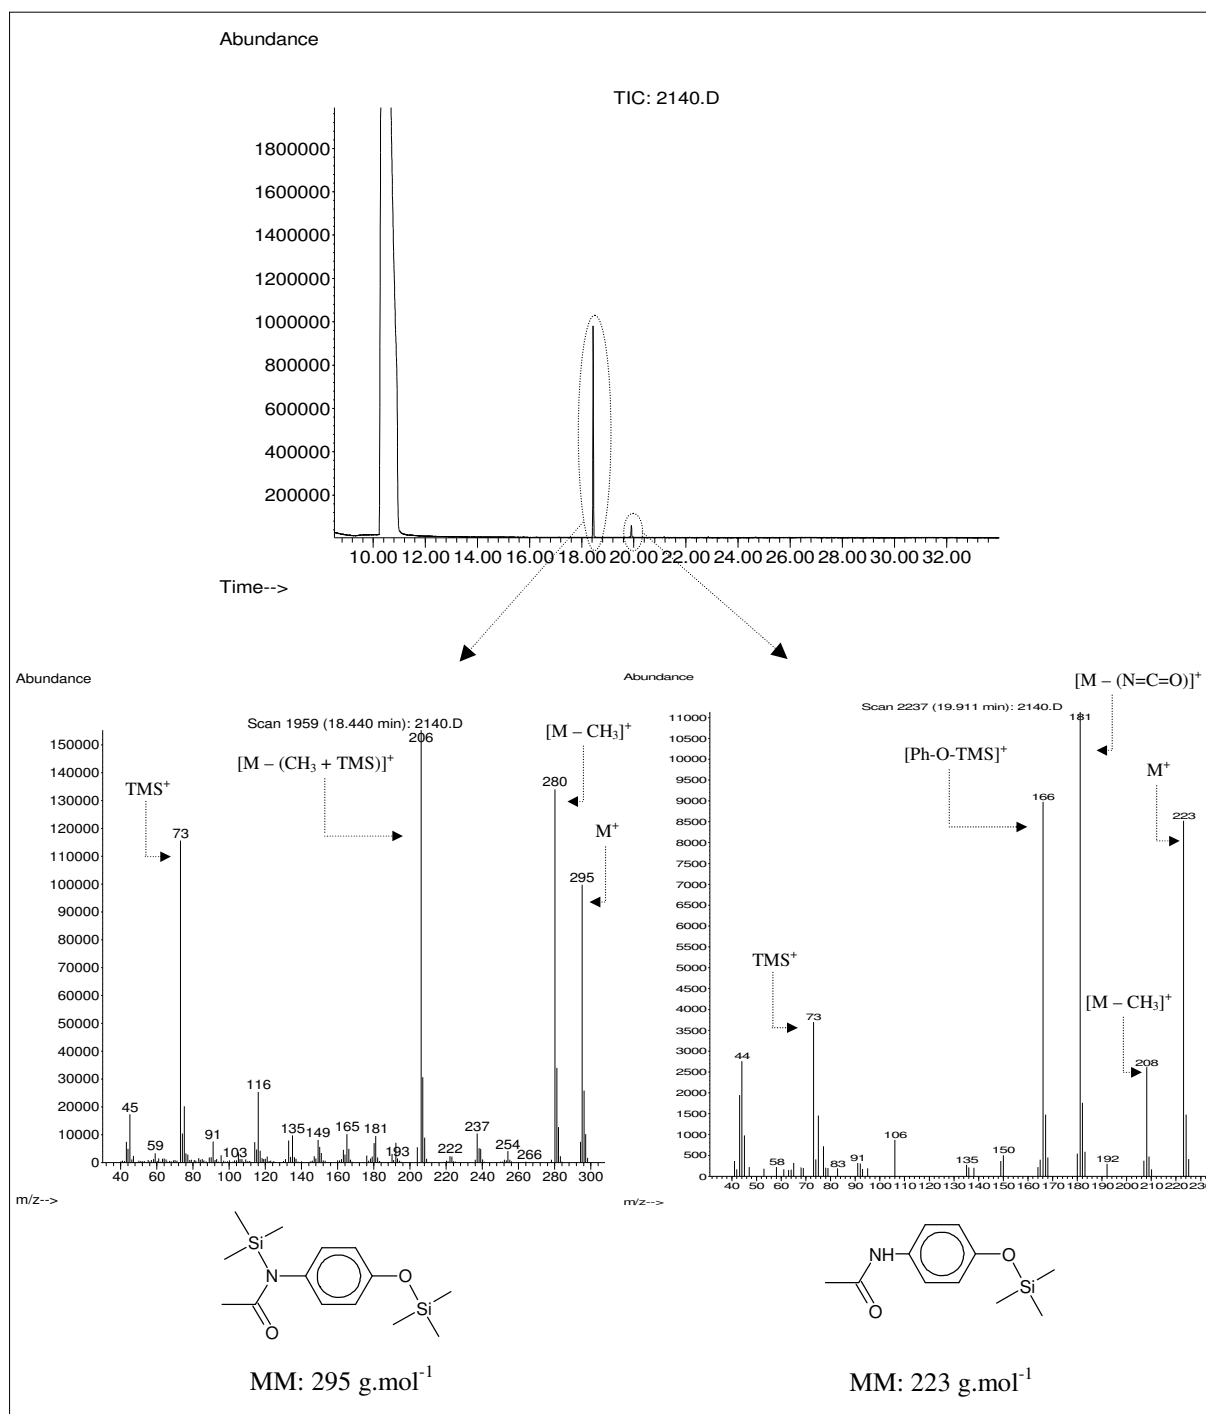 Abundance
TIC: 2140.D
1800000
1600000
1400000
1200000
1000000
800000
600000
400000
200000
10.00 12.00 14.00 16.00 18.00 20.00 22.00 24.00 26.00 28.00 30.00 32.00
Time-->
Abundance
Scan 1959 (18.440 min): 2140.D
150000
140000
130000
120000
110000
100000
90000
80000
70000
60000
50000
40000
30000
20000
10000
0
206
[M – (CH3 + TMS)]+
[M – CH3]+
280
TMS+
73
M+
295
116
45
59
91
103
135
149
165
181
193
222
237
254
266
40 60 80 100 120 140 160 180 200 220 240 260 280 300
m/z-->
Si
N
O
O
Si
MM: 295 g.mol-1
Abundance
[M – (N=C=O)]+
Scan 2237 (19.911 min): 2140.D
11000
10500
10000
9500
9000
8500
8000
7500
7000
6500
6000
5500
5000
4500
4000
3500
3000
2500
2000
1500
1000
500
0
181
[Ph-O-TMS]+
166
M+
223
TMS+
73
[M – CH3]+
208
44
58
83
91
106
135
150
192
30 40 50 60 70 80 90 100 110 120 130 140 150 160 170 180 190 200 210 220 230
m/z-->
NH
O
O
Si
MM: 223 g.mol-1